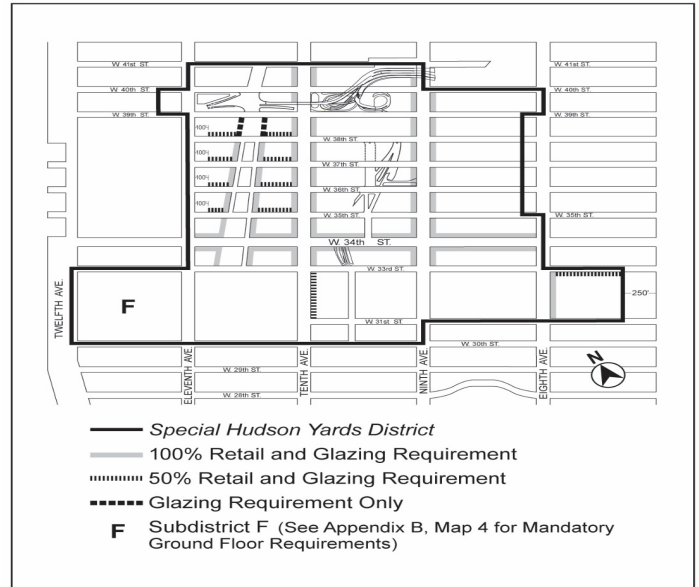 W. 41st ST.
W. 41st ST.
W. 40th ST.
W. 40th ST.
W. 39th ST.
W. 39th ST.
100%
W. 38th ST.
100%
W. 37th ST.
100%
W. 36th ST.
100%
W. 35th ST.
W. 35th ST.
W. 34th ST.
W. 33rd ST.
F
250'
W. 31st ST.
W. 30th ST.
TWELFTH AVE.
ELEVENTH AVE.
TENTH AVE.
NINTH AVE.
EIGHTH AVE.
N
W. 29th ST.
W. 28th ST.
Special Hudson Yards District
100% Retail and Glazing Requirement
50% Retail and Glazing Requirement
Glazing Requirement Only
F Subdistrict F (See Appendix B, Map 4 for Mandatory
Ground Floor Requirements)